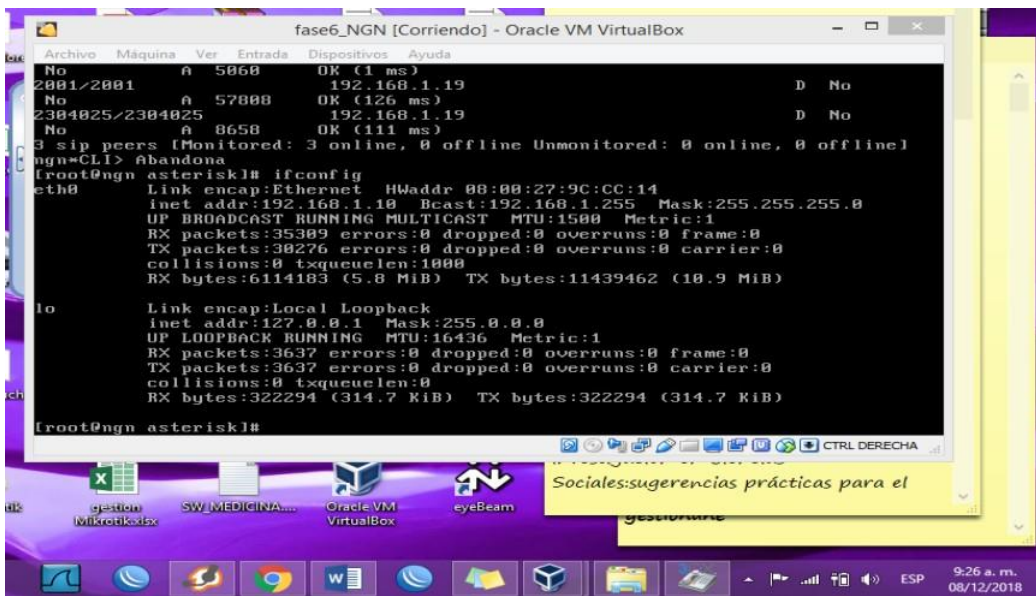 fase6_NGN [Corriendo] - Oracle VM VirtualBox
Archivo Máquina Ver Entrada Dispositivos Ayuda
No A 5060 OK (1 ms)
2001/2001 192.168.1.19 D No
No A 57808 OK (126 ms)
2304025/2304025 192.168.1.19 D No
No A 8658 OK (111 ms)
3 sip peers [Monitored: 3 online, 0 offline Unmonitored: 0 online, 0 offline]
ngn*CLI> Abandona
[root@ngn asterisk]# ifconfig
eth0 Link encap:Ethernet HWaddr 08:00:27:9C:CC:14
inet addr:192.168.1.10 Bcast:192.168.1.255 Mask:255.255.255.0
UP BROADCAST RUNNING MULTICAST MTU:1500 Metric:1
RX packets:35309 errors:0 dropped:0 overruns:0 frame:0
TX packets:30276 errors:0 dropped:0 overruns:0 carrier:0
collisions:0 txqueuelen:1000
RX bytes:6114183 (5.8 MiB) TX bytes:11439462 (10.9 MiB)
lo Link encap:Local Loopback
inet addr:127.0.0.1 Mask:255.0.0.0
UP LOOPBACK RUNNING MTU:16436 Metric:1
RX packets:3637 errors:0 dropped:0 overruns:0 frame:0
TX packets:3637 errors:0 dropped:0 overruns:0 carrier:0
collisions:0 txqueuelen:0
RX bytes:322294 (314.7 KiB) TX bytes:322294 (314.7 KiB)
[root@ngn asterisk]#
CTRL DERECHA
Sociales:sugerencias prácticas para el
gestion Mikrotik.xlsx
SW_MEDICINA....
Oracle VM VirtualBox
eyeBeam
ESP
9:26 a. m.
08/12/2018